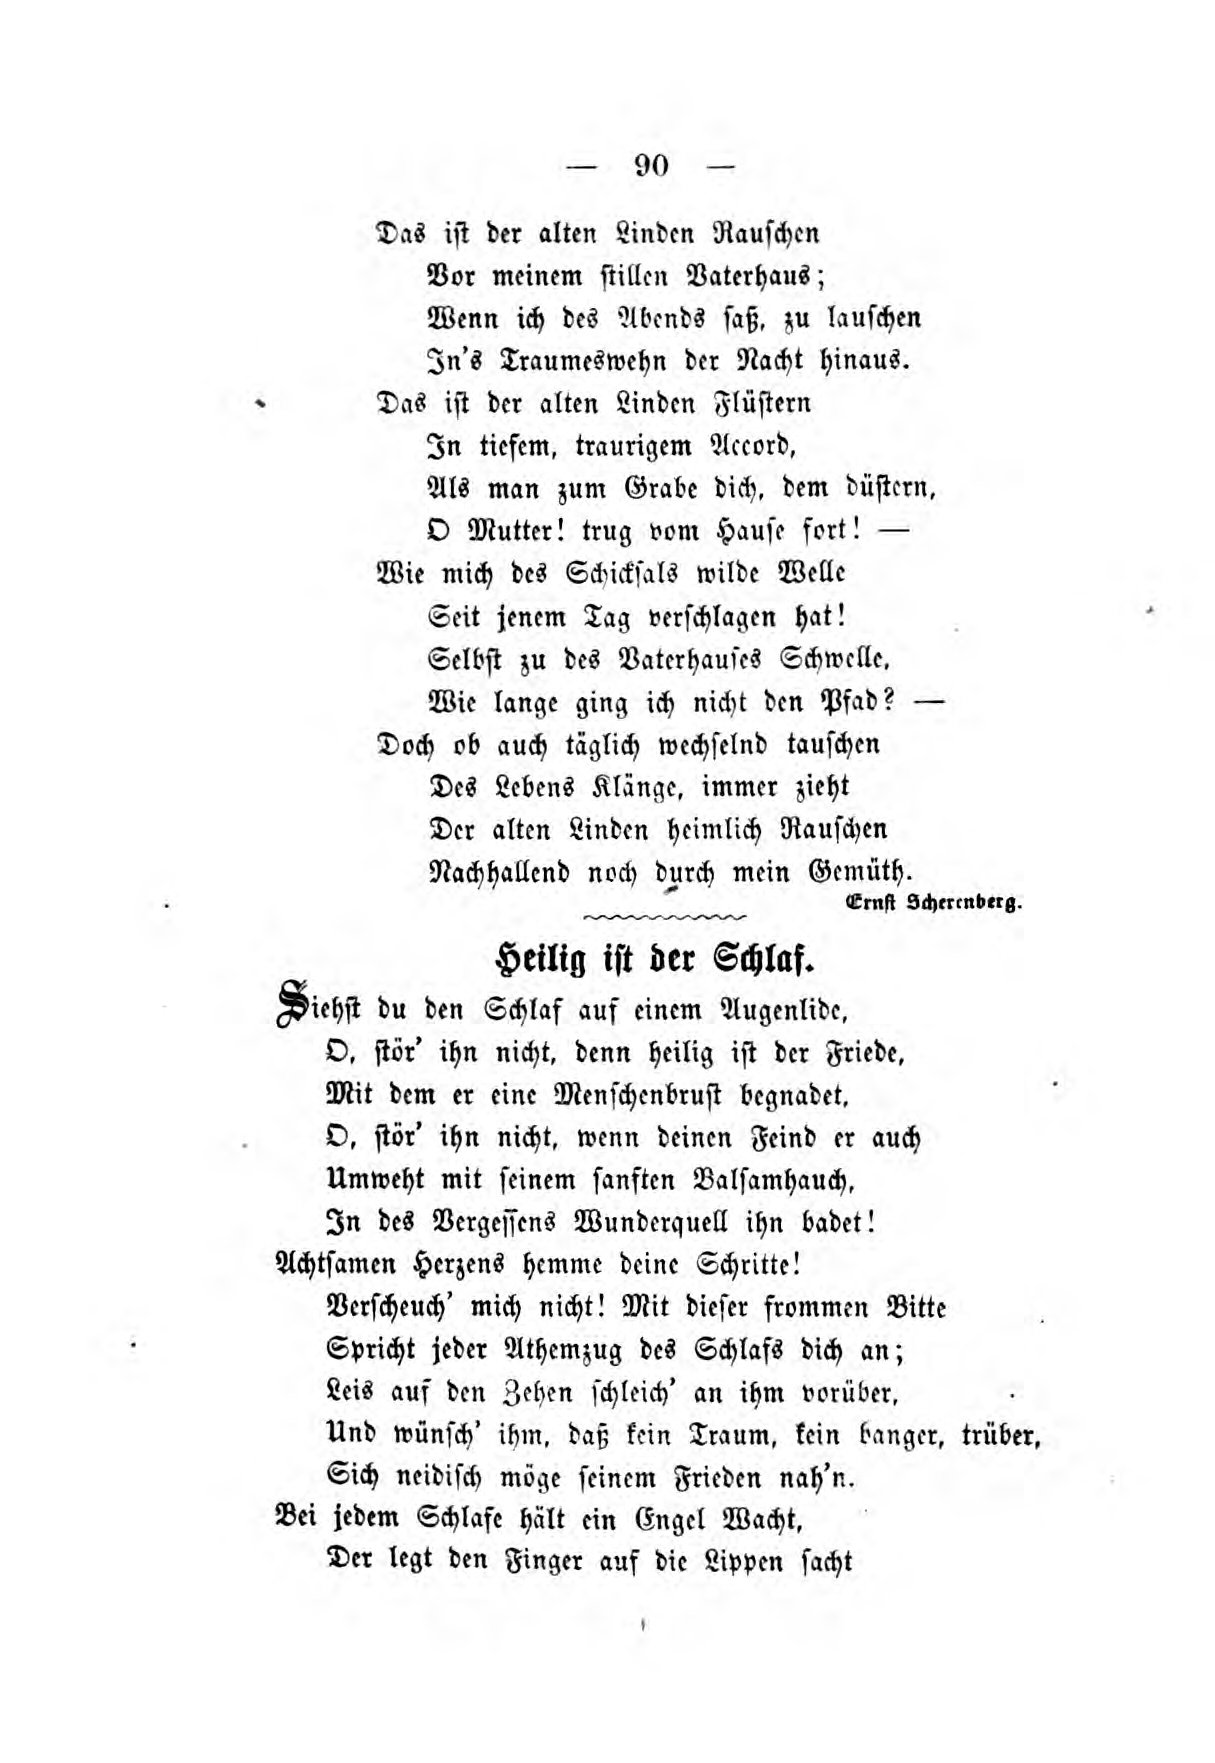 — 90 —
Das ist der alten Linden Rauschen
Vor meinem stillen Vaterhaus;
Wenn ich des Abends saß, zu lauschen
In's Traumeswehn der Nacht hinaus.
Das ist der alten Linden Flüstern
In tiefem, traurigem Accord,
Als man zum Grabe dich, dem düstern,
O Mutter! trug vom Hause fort! —
Wie mich des Schicksals wilde Welle
Seit jenem Tag verschlagen hat!
Selbst zu des Vaterhauses Schwelle,
Wie lange ging ich nicht den Pfad? —
Doch ob auch täglich wechselnd tauschen
Des Lebens Klänge, immer zieht
Der alten Linden heimlich Rauschen
Nachhallend noch durch mein Gemüth.
Ernst Scherenberg.
Heilig ist der Schlaf.
Siehst du den Schlaf auf einem Augenlide,
O, stör' ihn nicht, denn heilig ist der Friede,
Mit dem er eine Menschenbrust begnadet,
O, stör' ihn nicht, wenn deinen Feind er auch
Umweht mit seinem sanften Balsamhauch,
In des Vergessens Wunderquell ihn badet!
Achtsamen Herzens hemme deine Schritte!
Verscheuch' mich nicht! Mit dieser frommen Bitte
Spricht jeder Athemzug des Schlafs dich an;
Leis auf den Zehen schleich' an ihm vorüber,
Und wünsch' ihm, daß kein Traum, kein banger, trüber,
Sich neidisch möge seinem Frieden nah'n.
Bei jedem Schlafe hält ein Engel Wacht,
Der legt den Finger auf die Lippen sacht